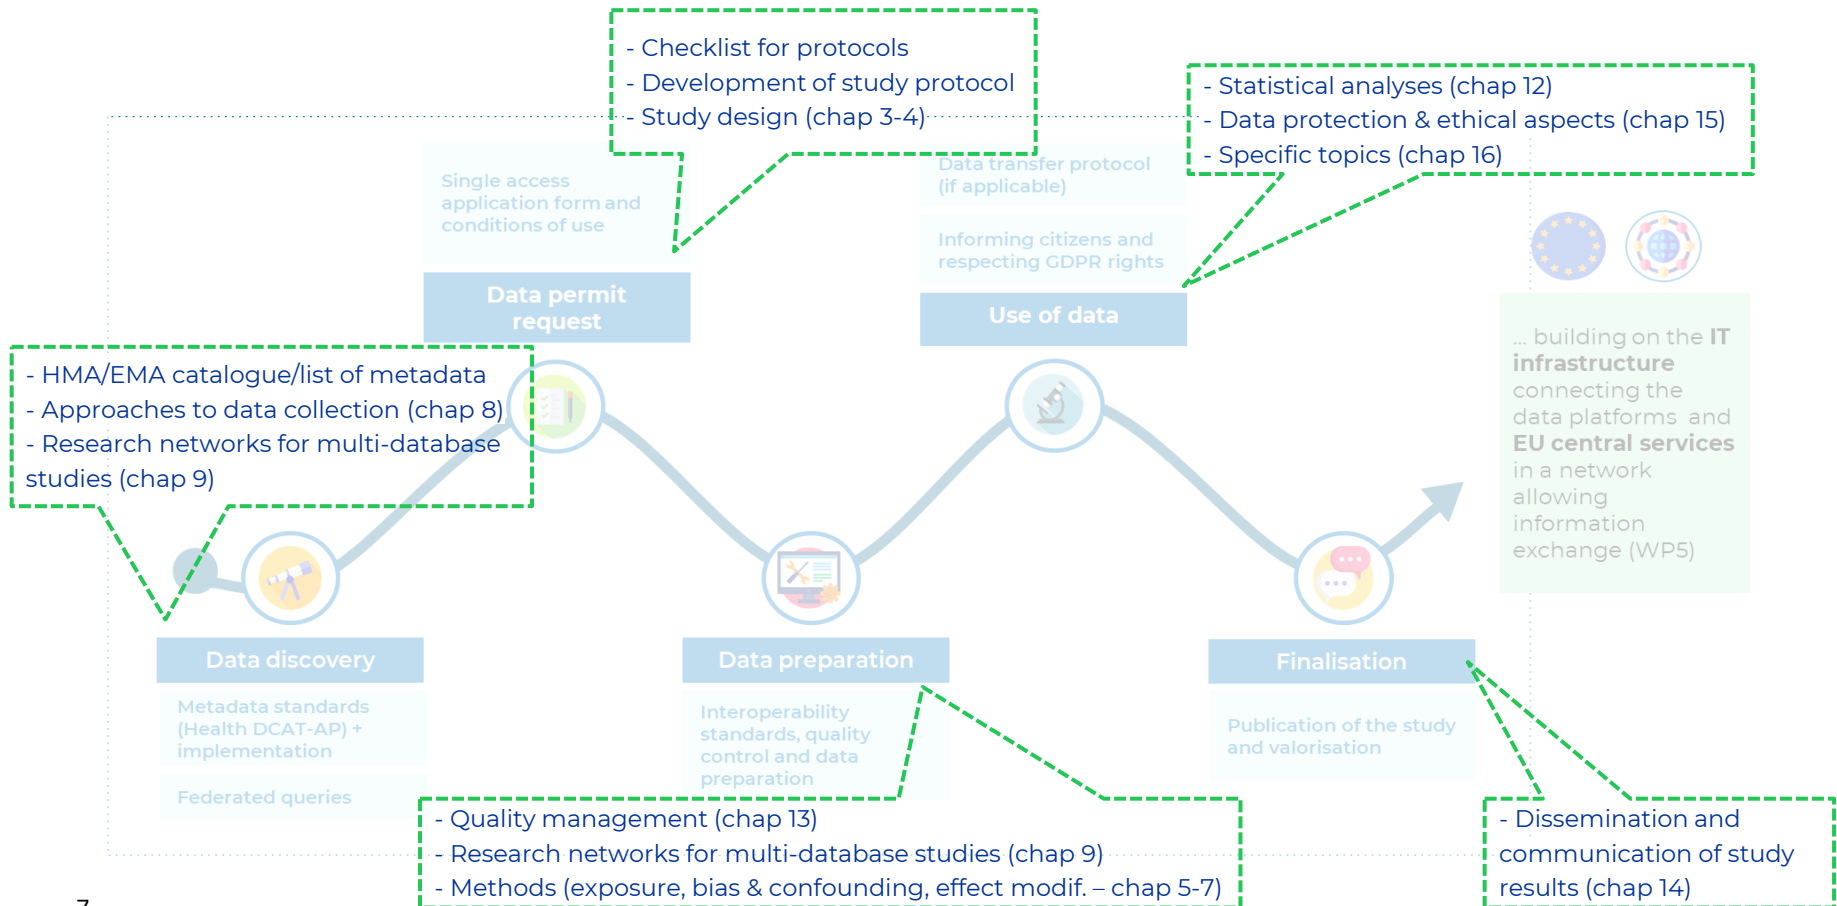 - Checklist for protocols
- Development of study protocol
- Study design (chap 3-4)
- Statistical analyses (chap 12)
- Data protection & ethical aspects (chap 15)
- Specific topics (chap 16)
Single access
application form and
conditions of use
Data permit
request
Data transfer protocol
(if applicable)
Informing citizens and
respecting GDPR rights
Use of data
... building on the IT
infrastructure
connecting the
data platforms and
EU central services
in a network
allowing
information
exchange (WP5)
- HMA/EMA catalogue/list of metadata
- Approaches to data collection (chap 8)
- Research networks for multi-database
studies (chap 9)
Data discovery
Metadata standards
(Health DCAT-AP) +
implementation
Federated queries
Data preparation
Interoperability
standards, quality
control and data
preparation
Finalisation
Publication of the study
and valorisation
- Quality management (chap 13)
- Research networks for multi-database studies (chap 9)
- Methods (exposure, bias & confounding, effect modif. – chap 5-7)
- Dissemination and
communication of study
results (chap 14)
7